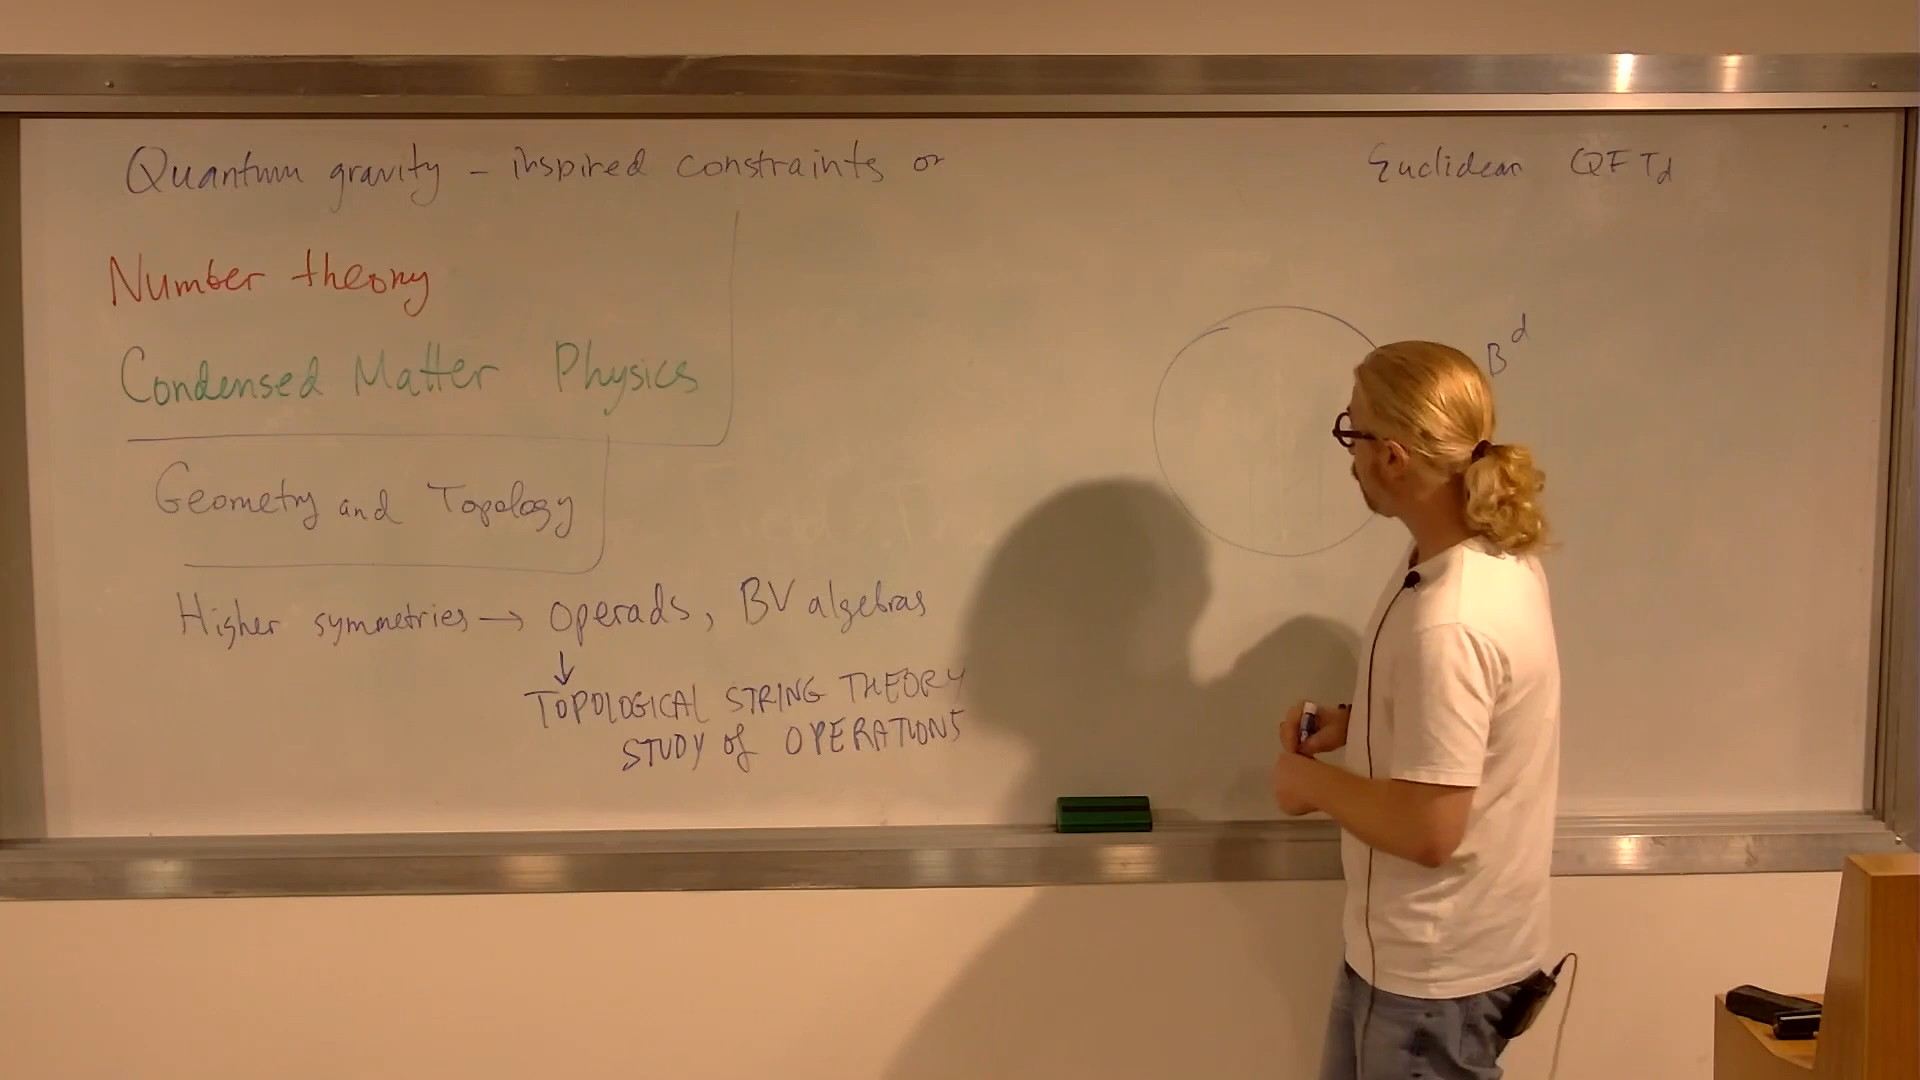 Quantum gravity - inspired constraints on
Number theory
Condensed Matter Physics
Geometry and Topology
Higher symmetries → operads, BV algebras
↓
TOPOLOGICAL STRING THEORY
STUDY of OPERATIONS
Euclidean QFT_d
B^d